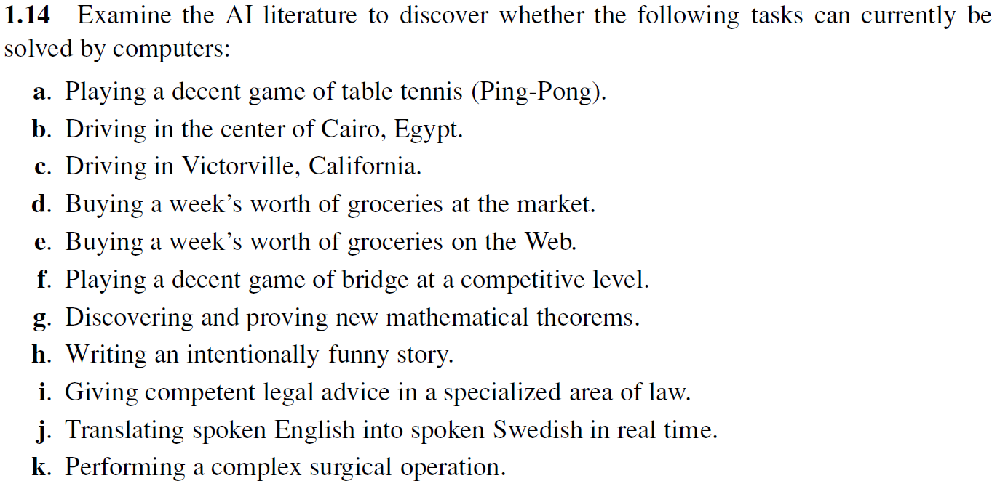 1.14 Examine the AI literature to discover whether the following tasks can currently be
solved by computers:
a. Playing a decent game of table tennis (Ping-Pong).
b. Driving in the center of Cairo, Egypt.
c. Driving in Victorville, California.
d. Buying a week's worth of groceries at the market.
e. Buying a week's worth of groceries on the Web.
f. Playing a decent game of bridge at a competitive level.
g. Discovering and proving new mathematical theorems.
h. Writing an intentionally funny story.
i. Giving competent legal advice in a specialized area of law.
j. Translating spoken English into spoken Swedish in real time.
k. Performing a complex surgical operation.